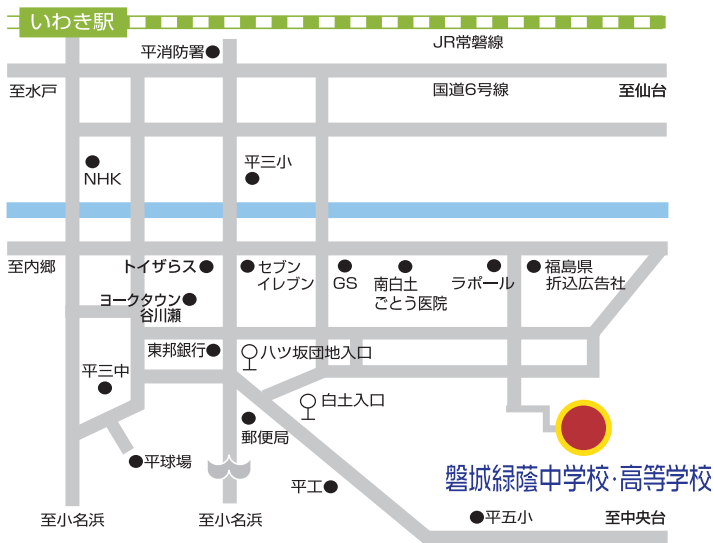 いわき駅
平消防署
JR常磐線
至水戸
国道6号線
至仙台
NHK
平三小
至内郷
トイザらス
セブン
イレブン
GS
南白土
ごとう医院
ラポール
福島県
折込広告社
ヨークタウン
谷川瀬
東邦銀行
八ツ坂団地入口
平三中
白土入口
郵便局
平球場
磐城緑蔭中学校・高等学校
平工
至小名浜
至小名浜
平五小
至中央台